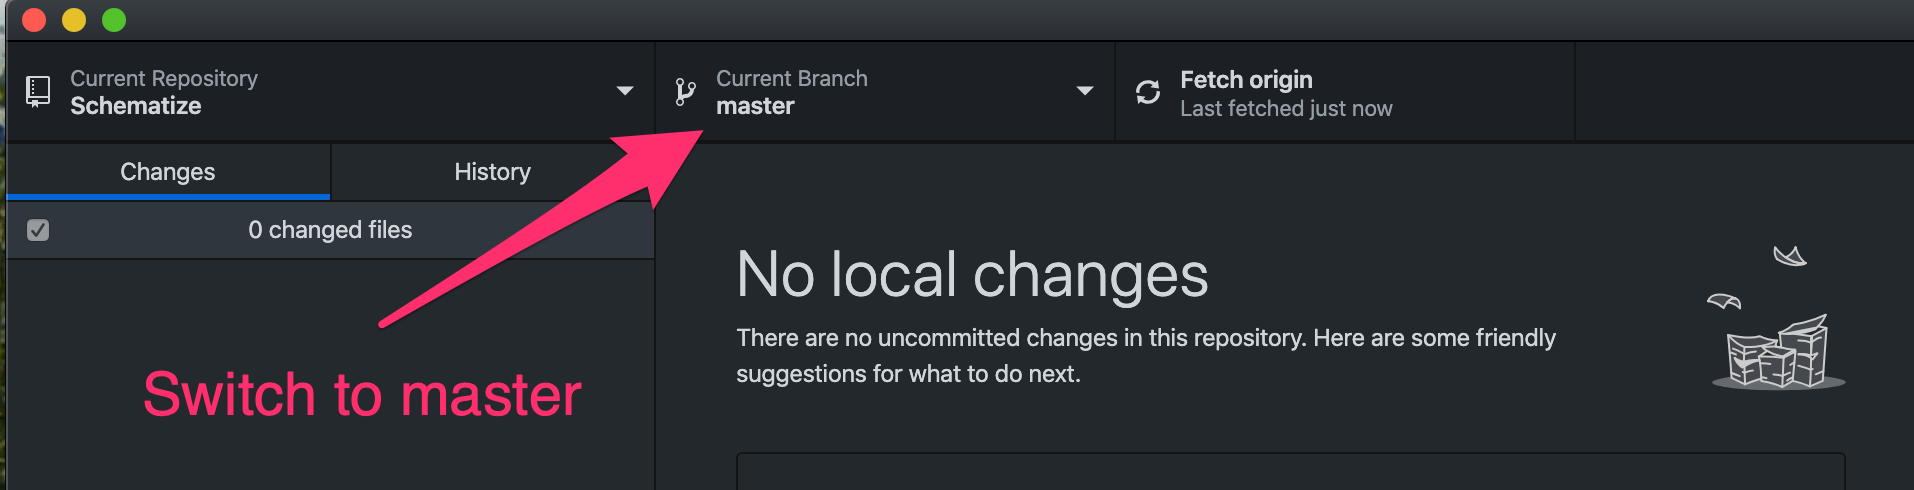 Current Repository
Schematize
Current Branch
master
Fetch origin
Last fetched just now
Changes
History
0 changed files
No local changes
There are no uncommitted changes in this repository. Here are some friendly
suggestions for what to do next.
Switch to master